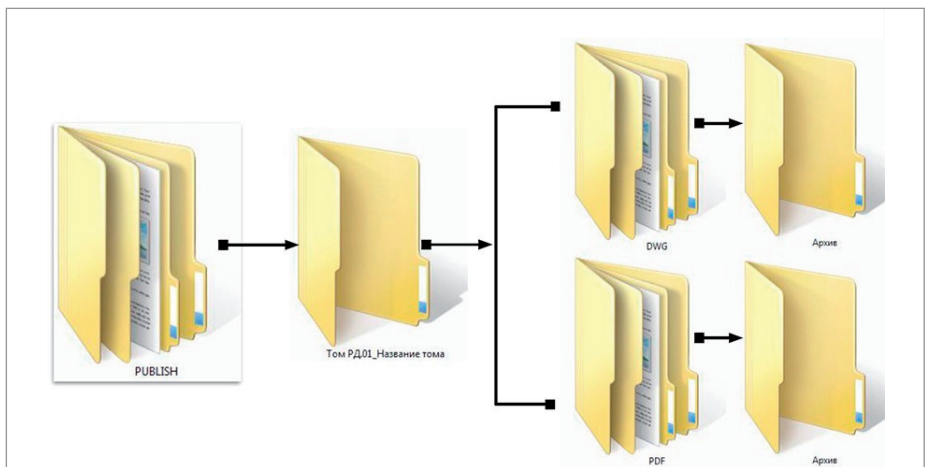 DWG
Архив
PUBLISH
Том РД.01_Название тома
PDF
Архив